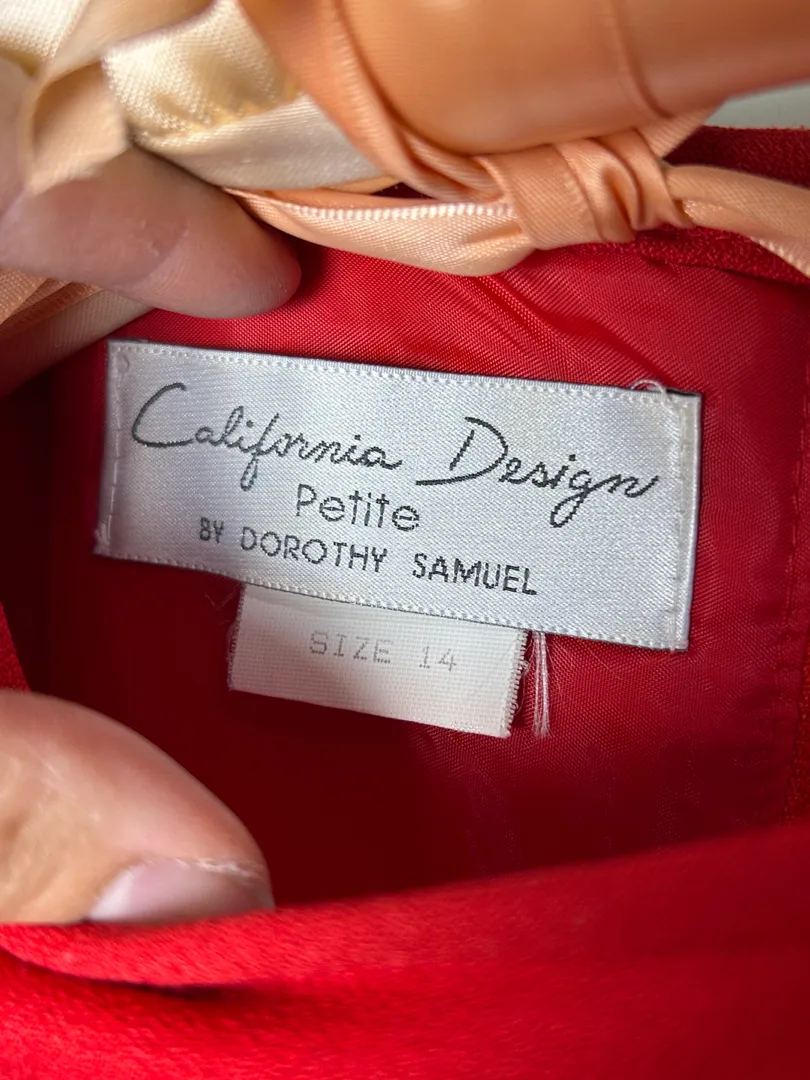 California Design
Petite
BY DOROTHY SAMUEL
SIZE 14